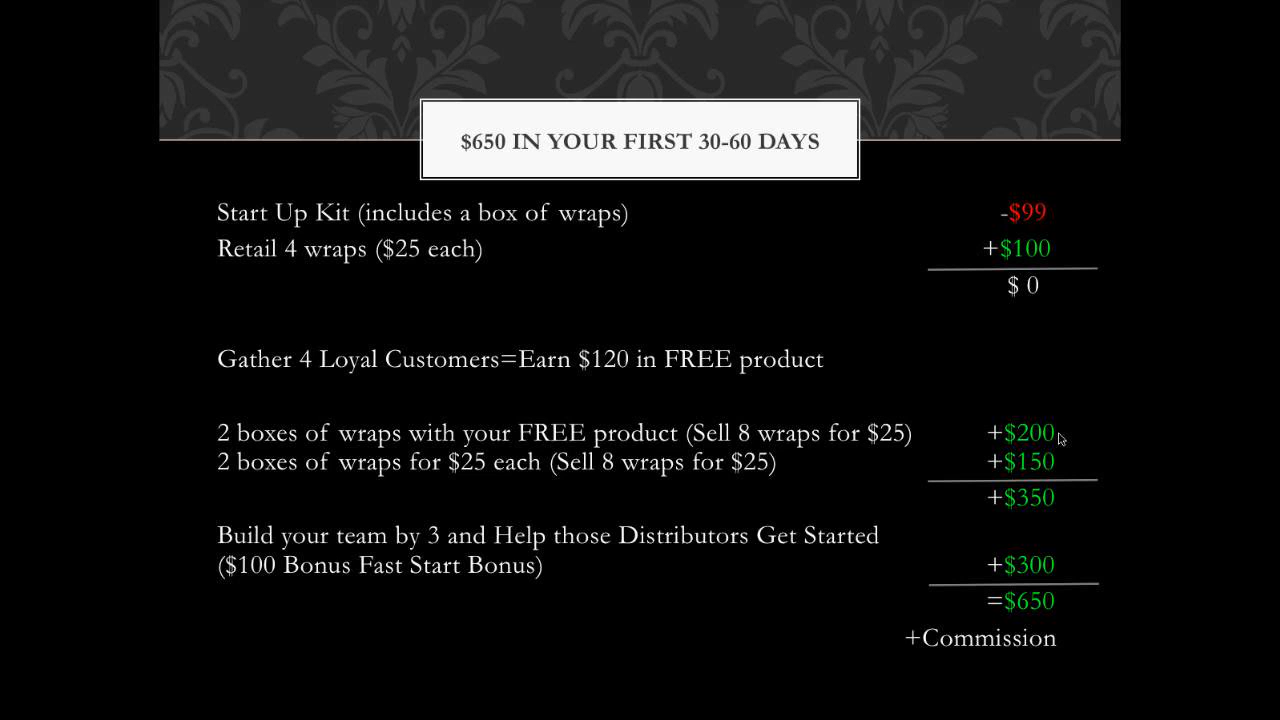 $650 IN YOUR FIRST 30-60 DAYS
Start Up Kit (includes a box of wraps) -$99
Retail 4 wraps ($25 each) +$100
$ 0
Gather 4 Loyal Customers=Earn $120 in FREE product
2 boxes of wraps with your FREE product (Sell 8 wraps for $25) +$200
2 boxes of wraps for $25 each (Sell 8 wraps for $25) +$150
+$350
Build your team by 3 and Help those Distributors Get Started
($100 Bonus Fast Start Bonus) +$300
=$650
+Commission